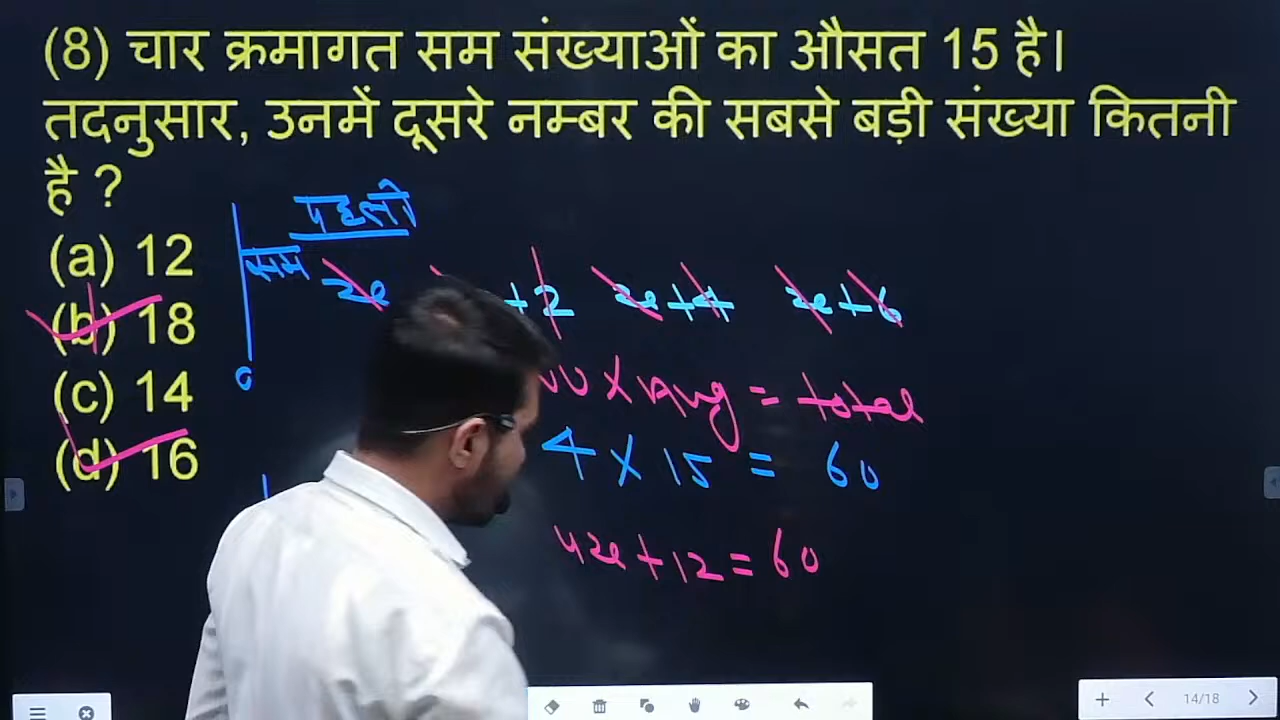 (8) चार क्रमागत सम संख्याओं का औसत 15 है।
तदनुसार, उनमें दूसरे नम्बर की सबसे बड़ी संख्या कितनी
है ?
पहली
(a) 12
सम x +2 x+4 x+6
(b) 18
0
(c) 14
x Avg = total
(d) 16
4 x 15 = 60
4x+12=60
14/18